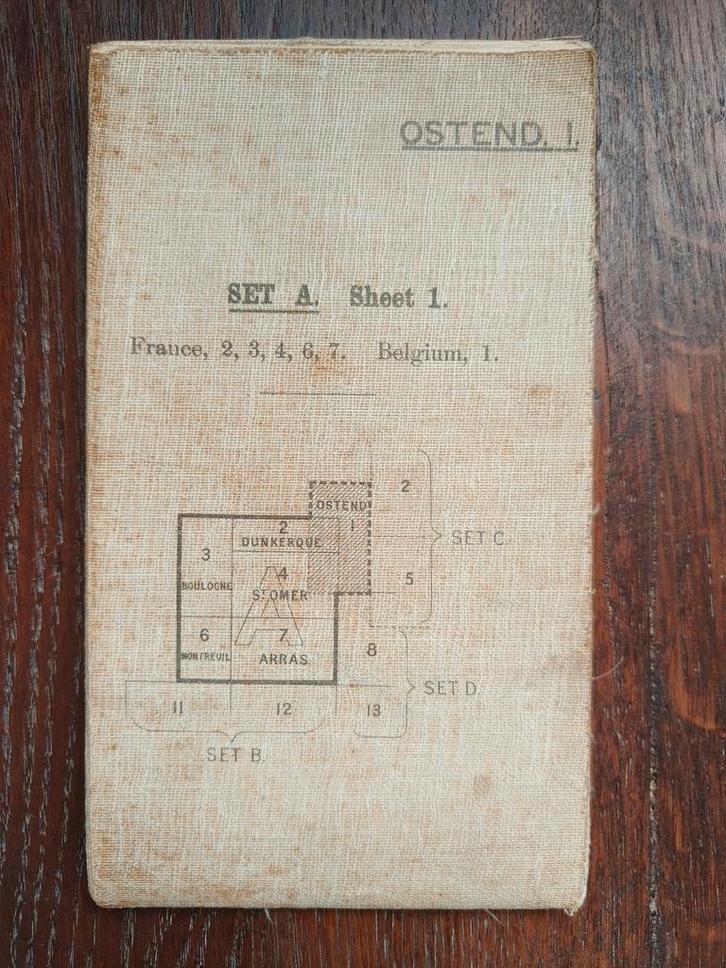 OSTEND. 1.
SET A. Sheet 1.
France, 2, 3, 4, 6, 7. Belgium, 1.
2
OSTEND
1
2
DUNKERQUE
SET C.
3
BOULOGNE
4
ST OMER
5
A
6
MONTREUIL
7
ARRAS
8
SET D.
11
12
13
SET B.